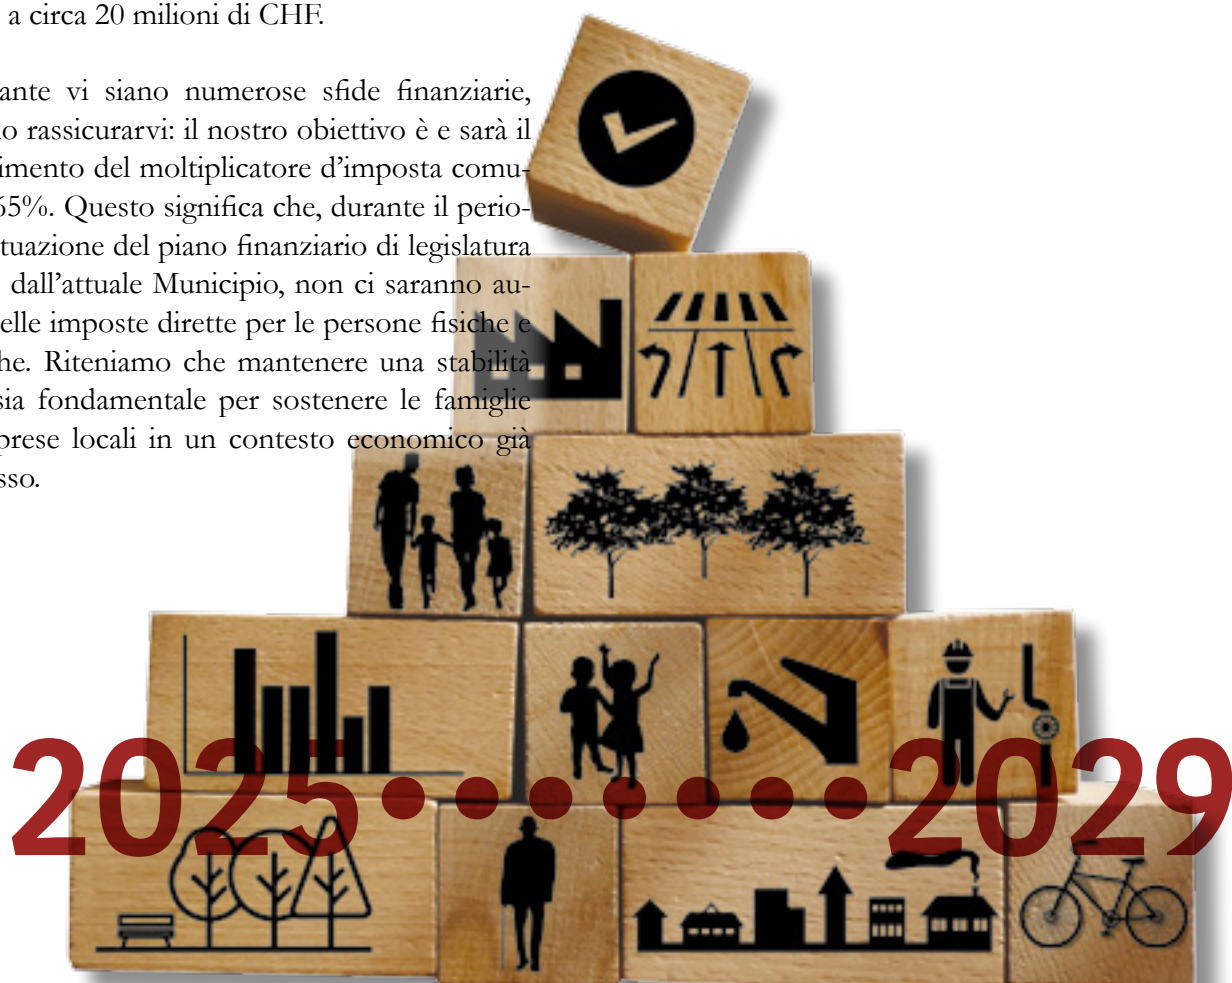 a circa 20 milioni di CHF.
ante vi siano numerose sfide finanziarie,
o rassicurarvi: il nostro obiettivo è e sarà il
imento del moltiplicatore d'imposta comu-
65%. Questo significa che, durante il perio-
tuazione del piano finanziario di legislatura
dall'attuale Municipio, non ci saranno au-
elle imposte dirette per le persone fisiche e
he. Riteniamo che mantenere una stabilità
sia fondamentale per sostenere le famiglie
prese locali in un contesto economico già
sso.
2025 • • • • • • • 2029